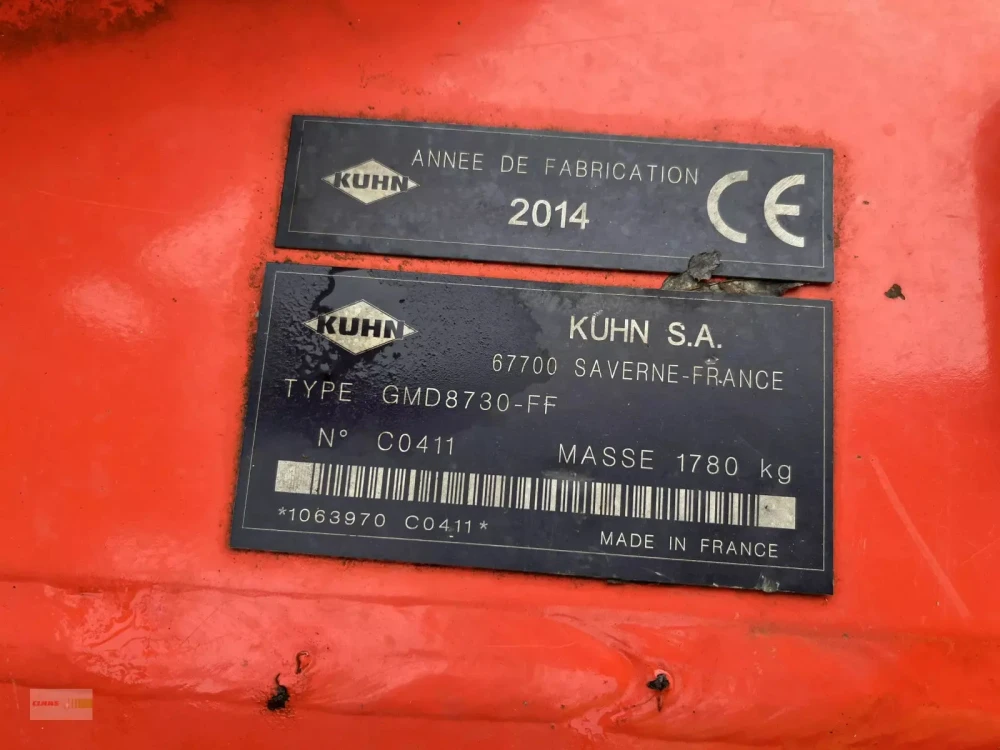 KUHN
ANNEE DE FABRICATION
2014
CE
KUHN
KUHN S.A.
67700 SAVERNE-FRANCE
TYPE GMD8730-FF
N° C0411 MASSE 1780 kg
*1063970 C0411*
MADE IN FRANCE
CLAAS